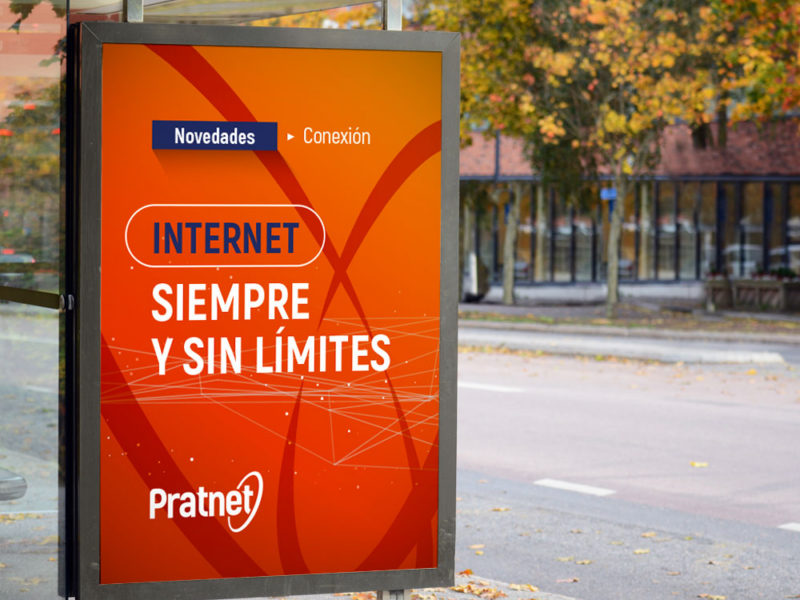 Novedades ▸ Conexión
INTERNET
SIEMPRE
Y SIN LÍMITES
Pratnet